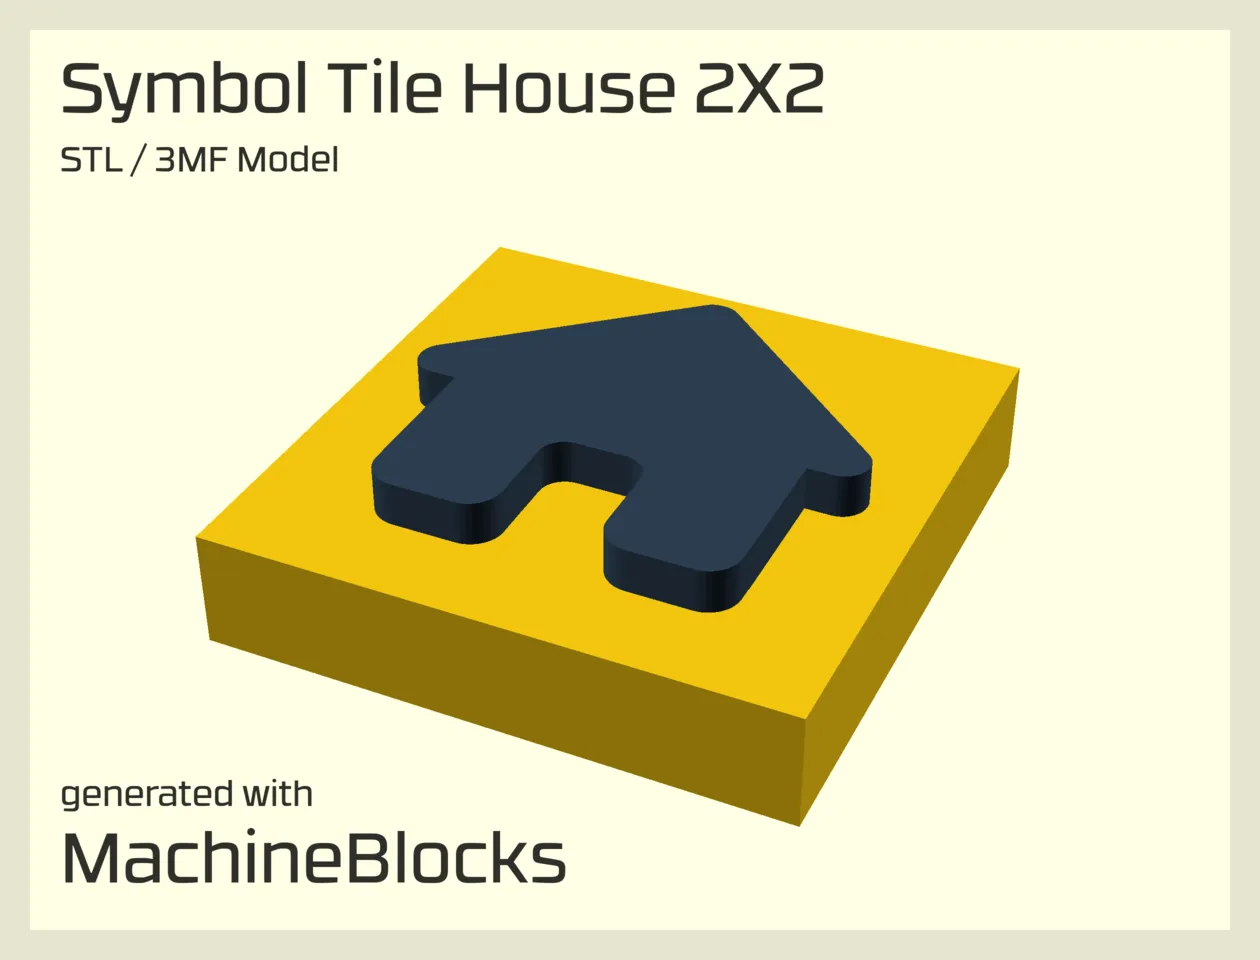 Symbol Tile House 2X2
STL / 3MF Model
generated with
MachineBlocks